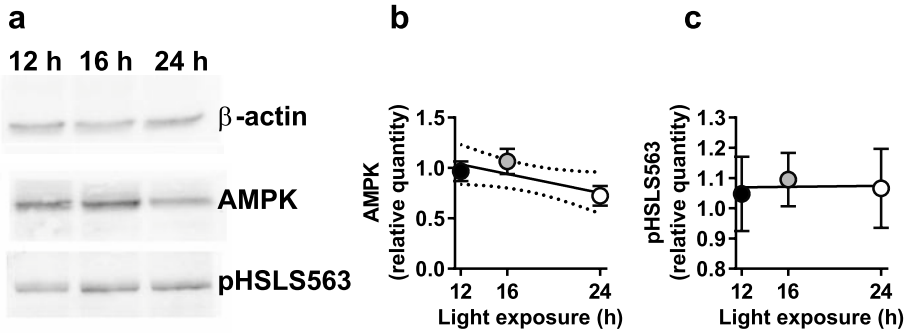 a
12 h 16 h 24 h
β-actin
AMPK
pHSLS563
b
AMPK
(relative quantity)
1.5
1.0
0.5
0.0
12 16 24
Light exposure (h)
c
pHSLS563
(relative quantity)
1.3
1.2
1.1
1.0
0.9
0.8
12 16 24
Light exposure (h)